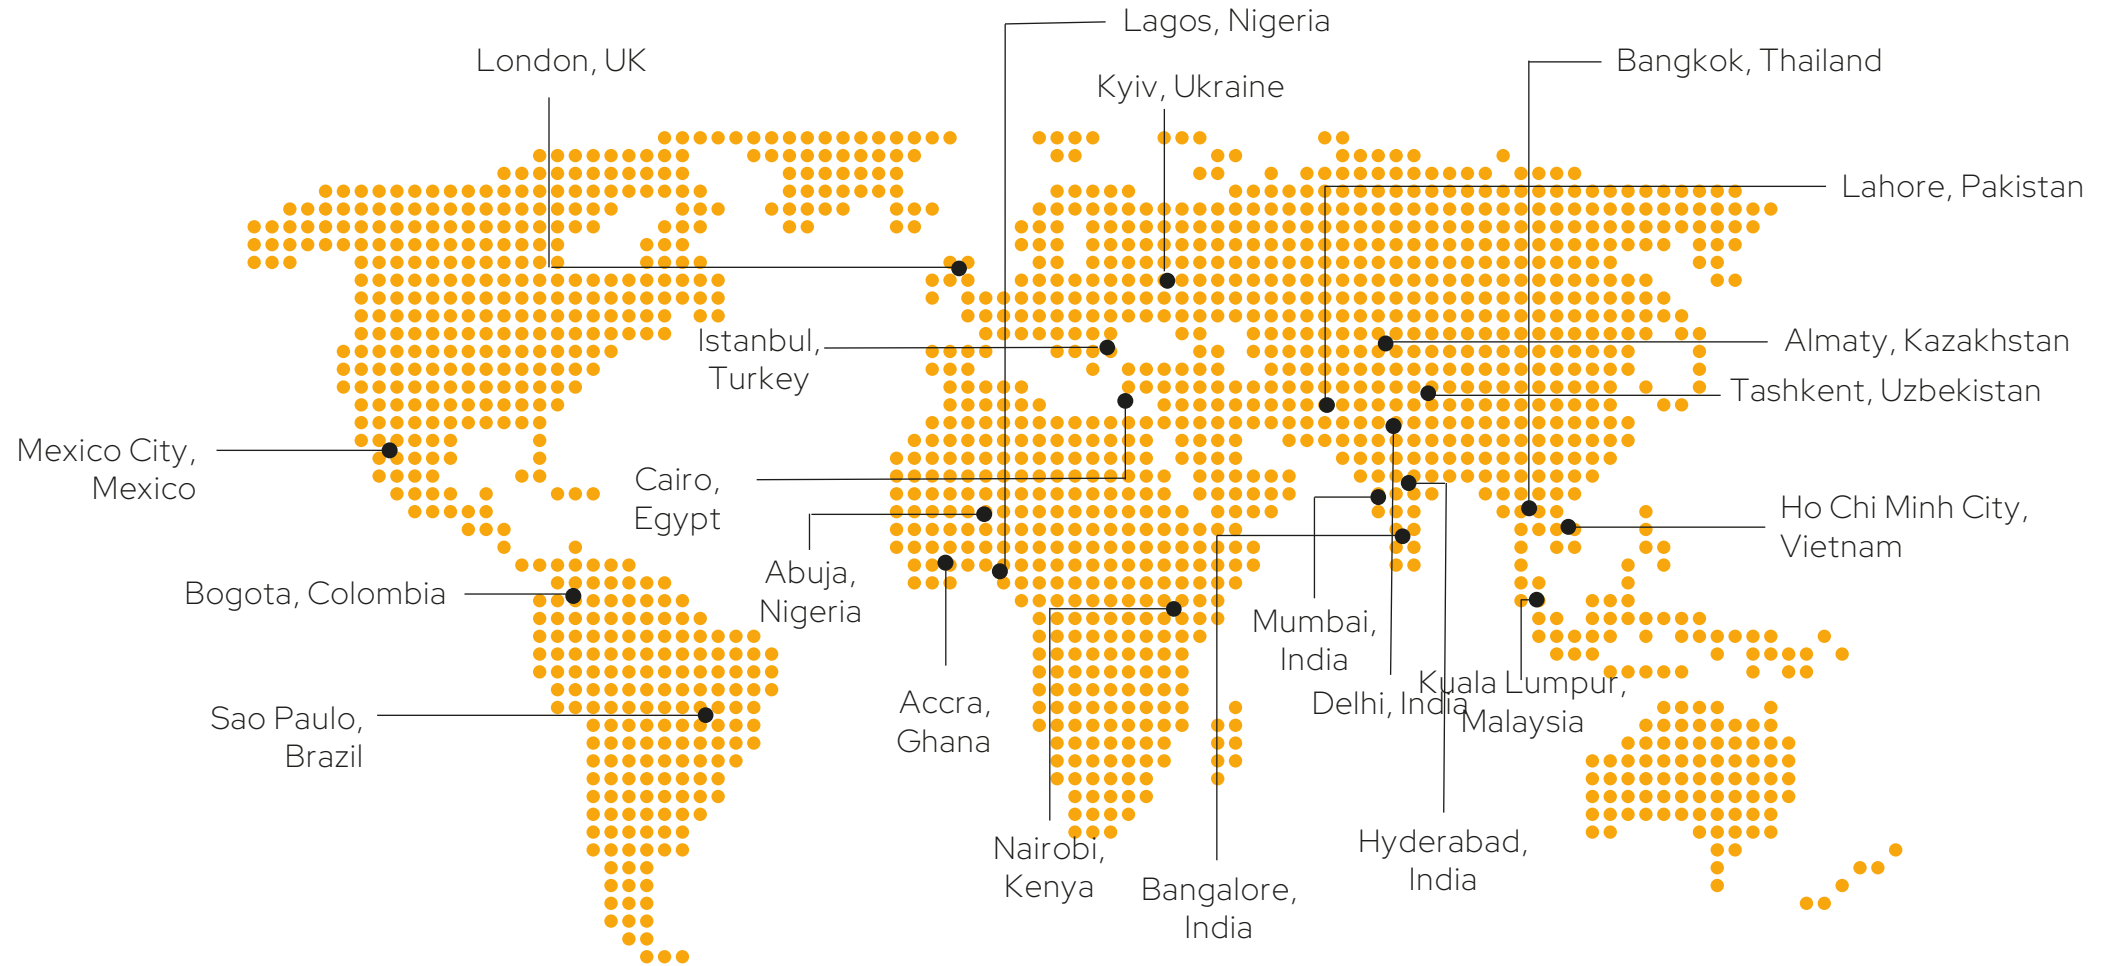 Lagos, Nigeria
London, UK
Bangkok, Thailand
Kyiv, Ukraine
Lahore, Pakistan
Istanbul,
Turkey
Almaty, Kazakhstan
Tashkent, Uzbekistan
Mexico City,
Mexico
Cairo,
Egypt
Ho Chi Minh City,
Vietnam
Abuja,
Nigeria
Bogota, Colombia
Mumbai,
India
Kuala Lumpur,
Malaysia
Delhi, India
Accra,
Ghana
Sao Paulo,
Brazil
Nairobi,
Kenya
Hyderabad,
India
Bangalore,
India